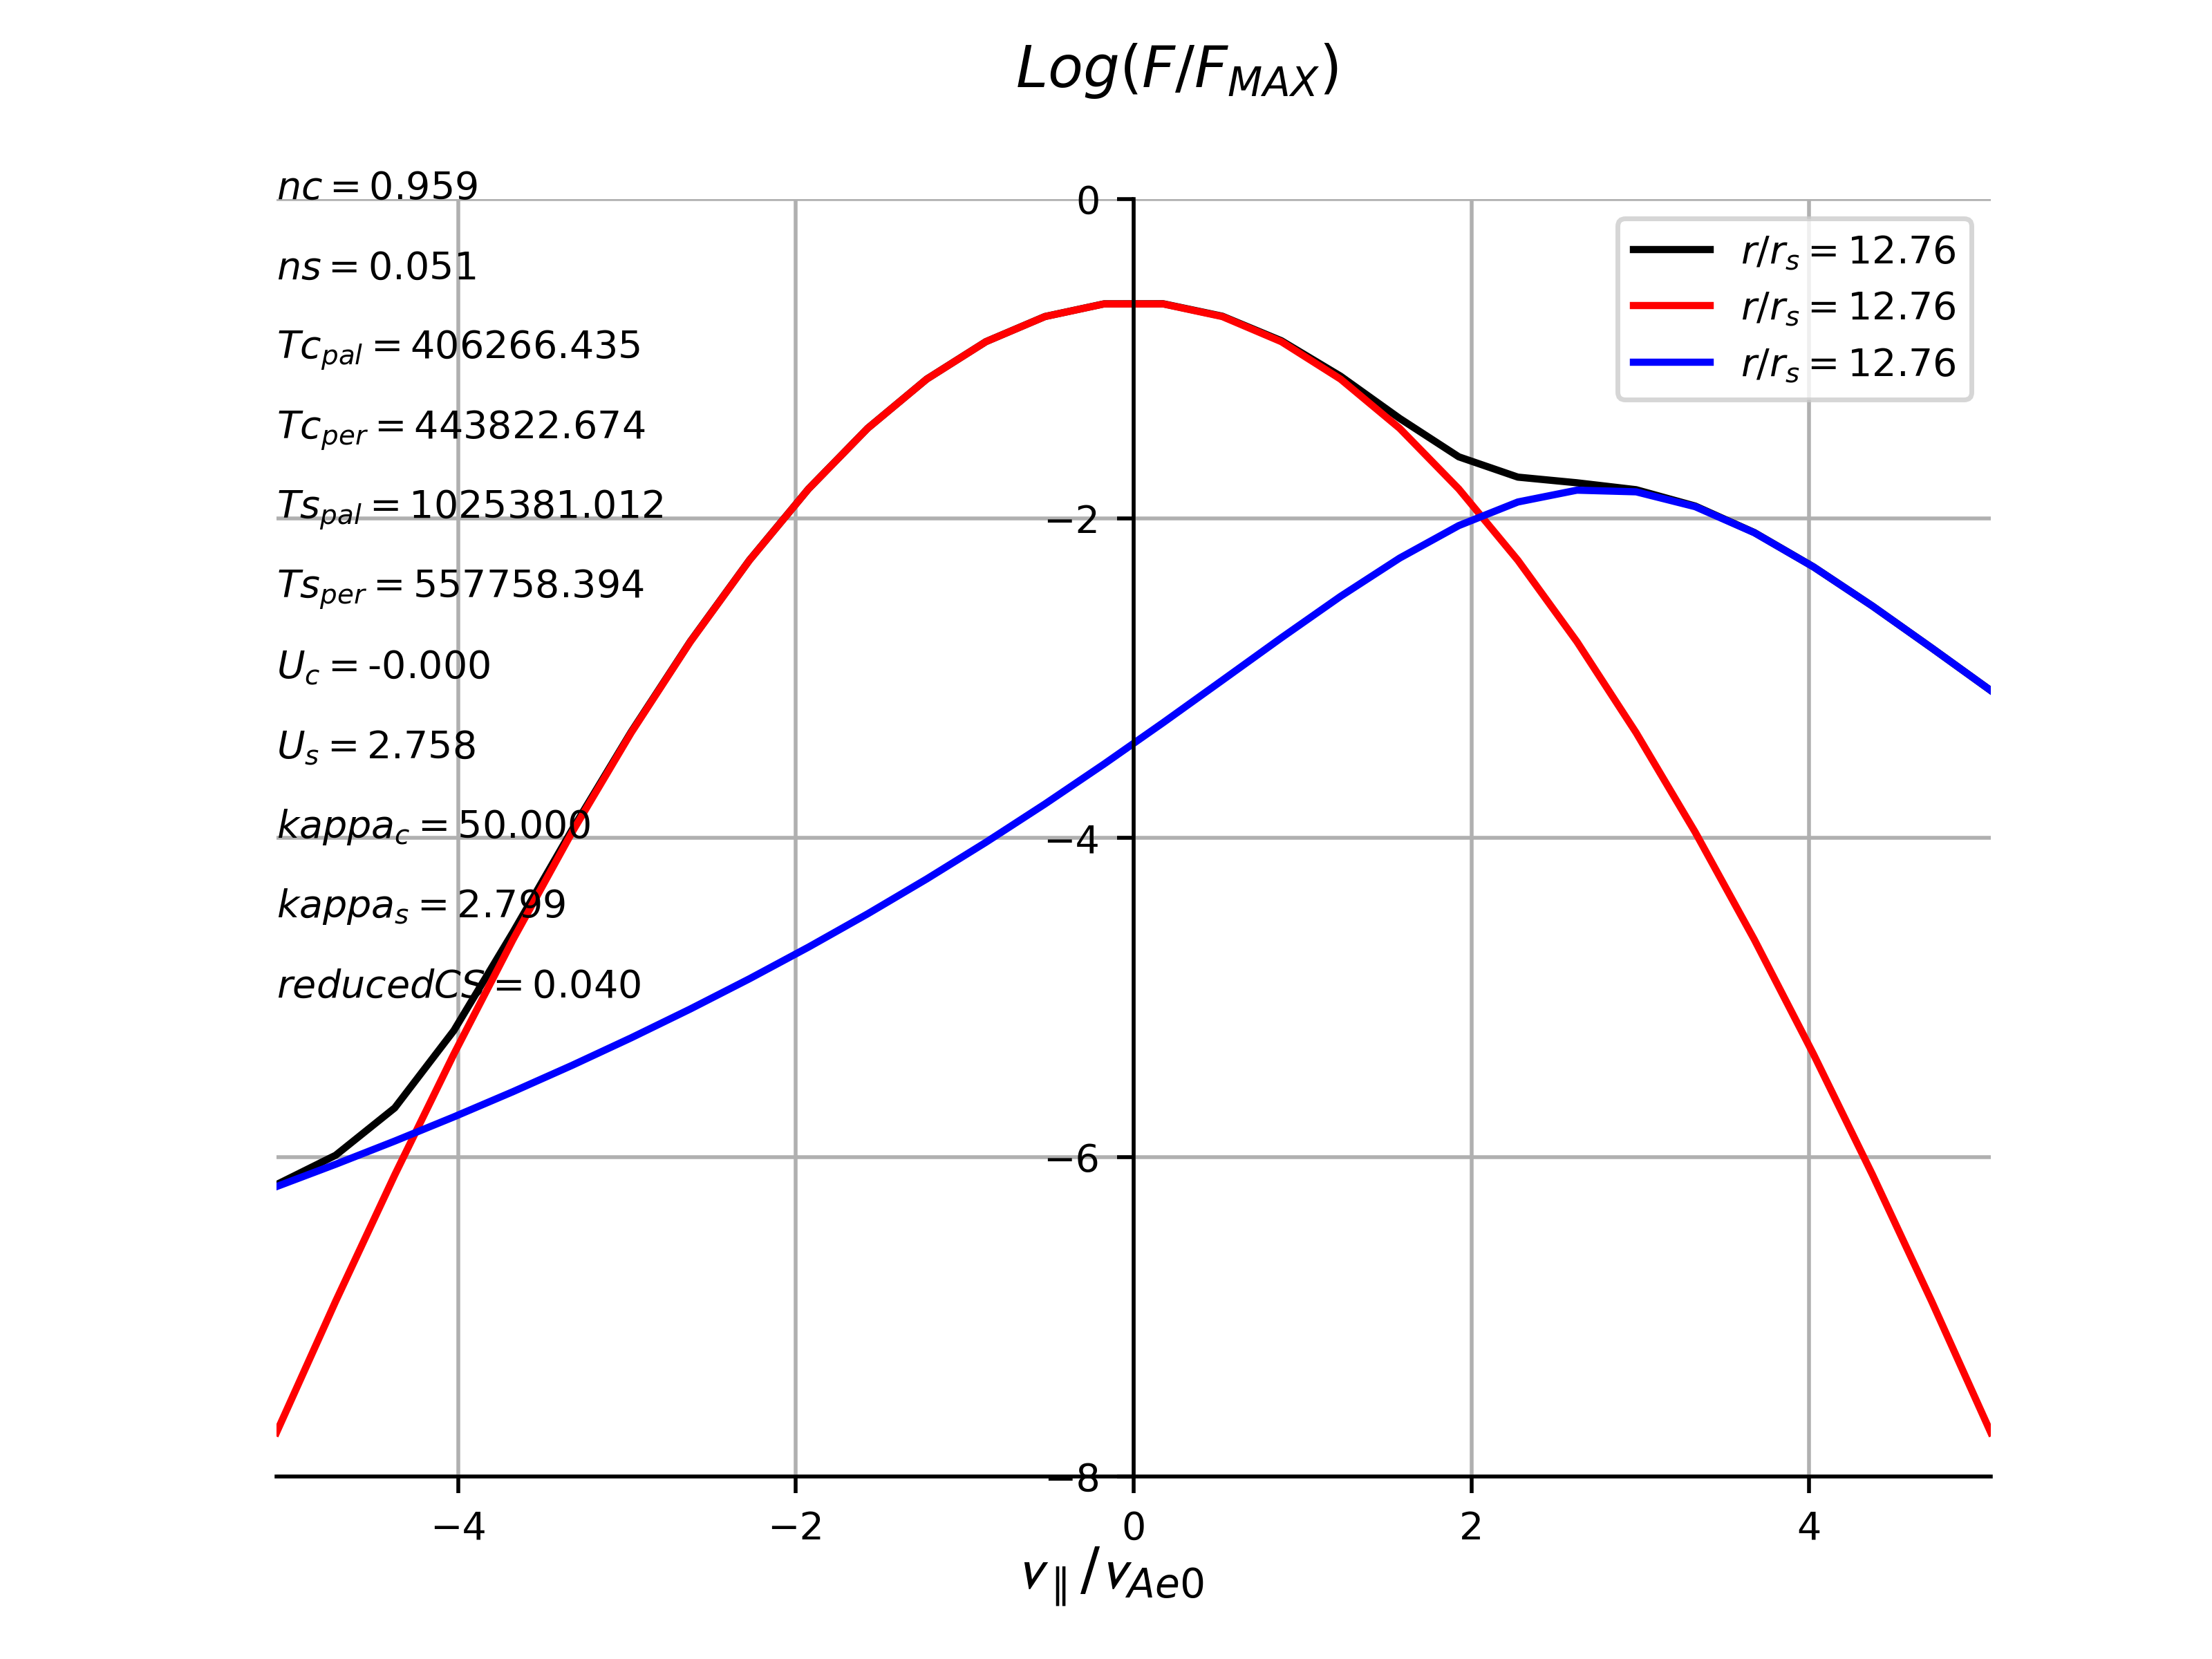 Log(F/F_MAX)
nc = 0.959
ns = 0.051
Tc_pal = 406266.435
Tc_per = 443822.674
Ts_pal = 1025381.012
Ts_per = 557758.394
U_c = -0.000
U_s = 2.758
kappa_c = 50.000
kappa_s = 2.799
reducedCS = 0.040
0
−2
−4
−6
−8
r/r_s = 12.76
r/r_s = 12.76
r/r_s = 12.76
−4 −2 0 2 4
v_∥/v_Ae0